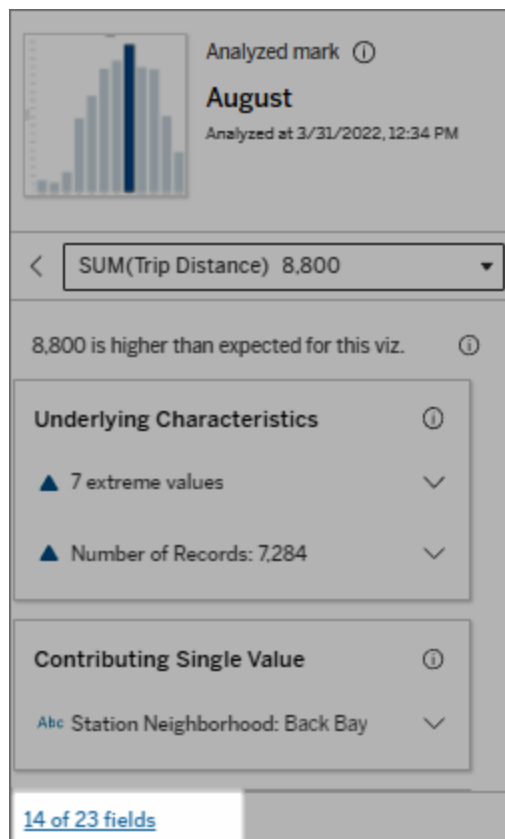 Analyzed mark
August
Analyzed at 3/31/2022, 12:34 PM
SUM(Trip Distance) 8,800
8,800 is higher than expected for this viz.
Underlying Characteristics
7 extreme values
Number of Records: 7,284
Contributing Single Value
Abc Station Neighborhood: Back Bay
14 of 23 fields